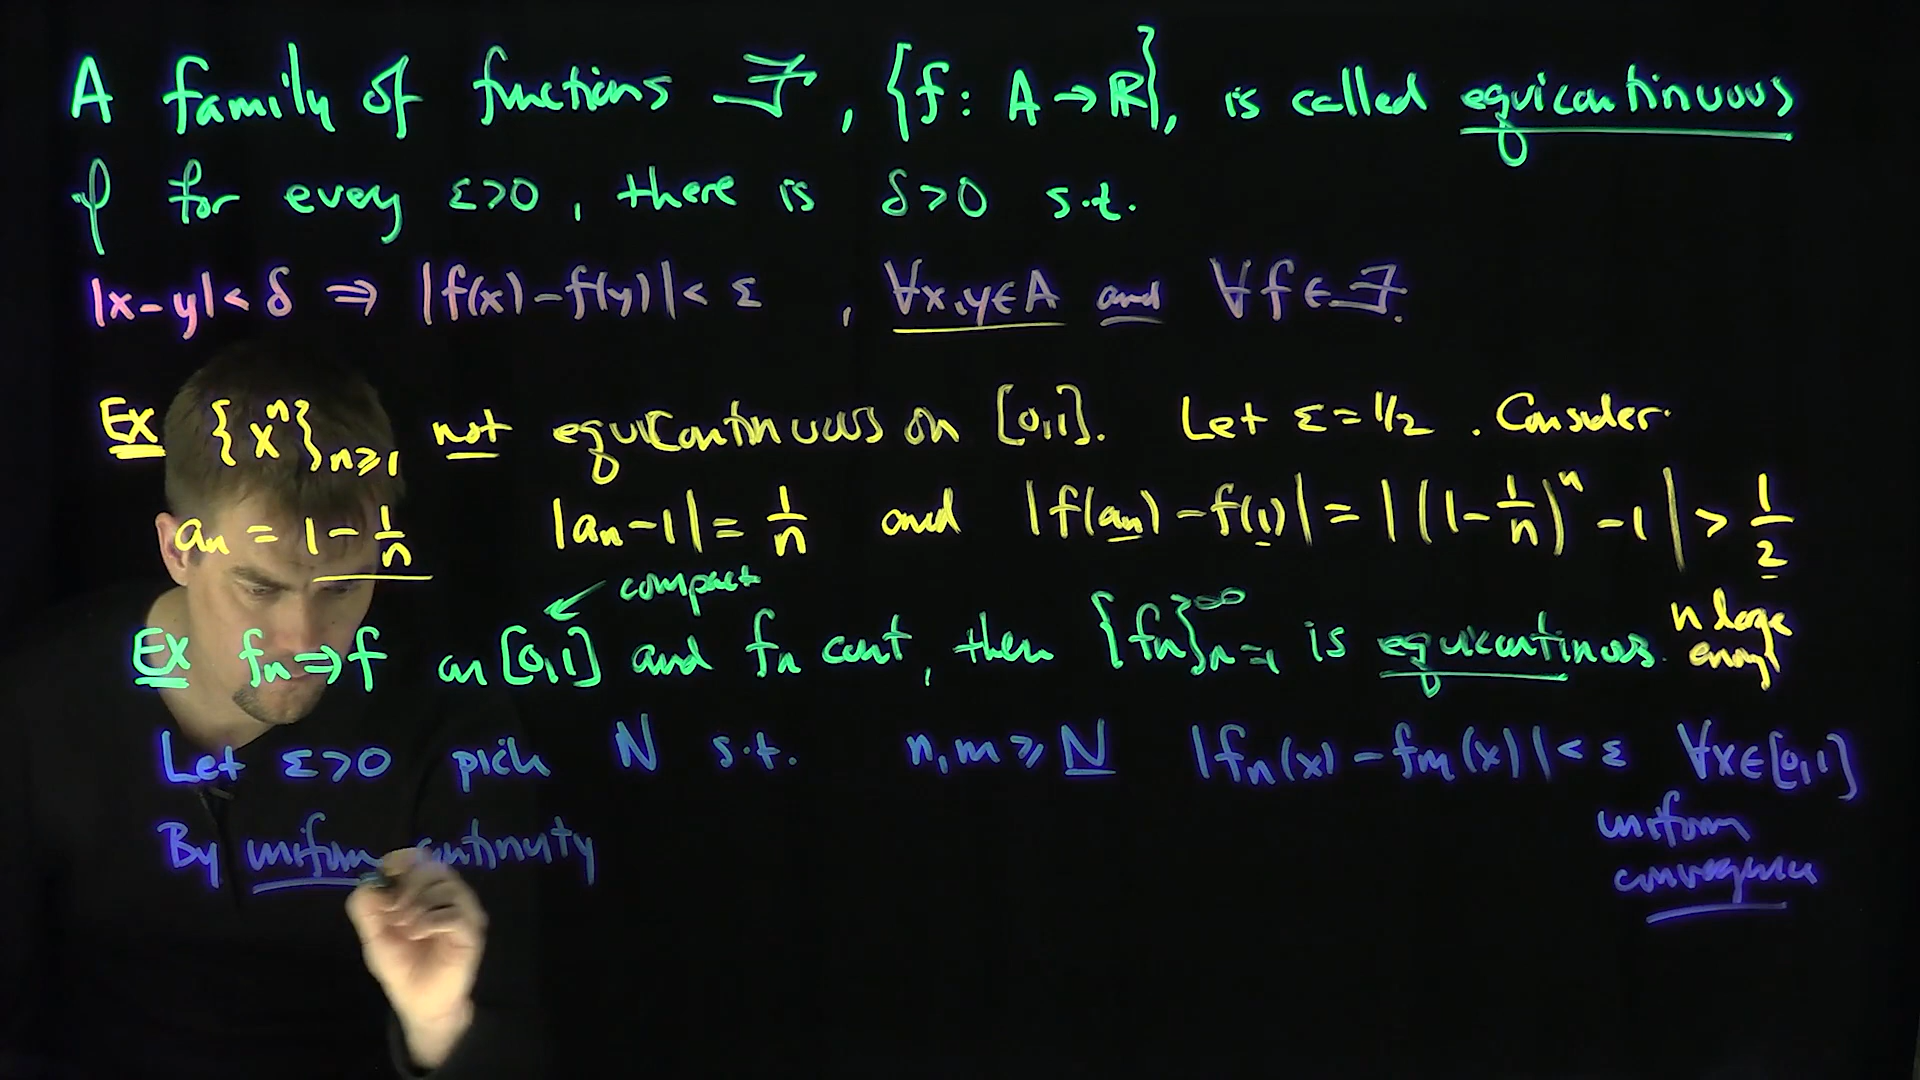 A family of functions ℱ, {f: A→ℝ}, is called equicontinuous
if for every ε>0, there is δ>0 s.t.
|x-y|<δ ⇒ |f(x)-f(y)|<ε , ∀x,y∈A and ∀f∈ℱ.
Ex {xⁿ}ₙ≥₁ not equicontinuous on [0,1]. Let ε=1/2. Consider
aₙ = 1-1/n |aₙ-1| = 1/n and |f(aₙ)-f(1)| = |(1-1/n)ⁿ-1| > 1/2
n large
enough
compact
Ex fₙ⇒f on [0,1] and fₙ cont, then {fₙ}ₙ₌₁^∞ is equicontinuous.
Let ε>0 pick N s.t. n,m≥N |fₙ(x)-fₘ(x)|<ε ∀x∈[0,1]
uniform
convergence
By uniform continuity